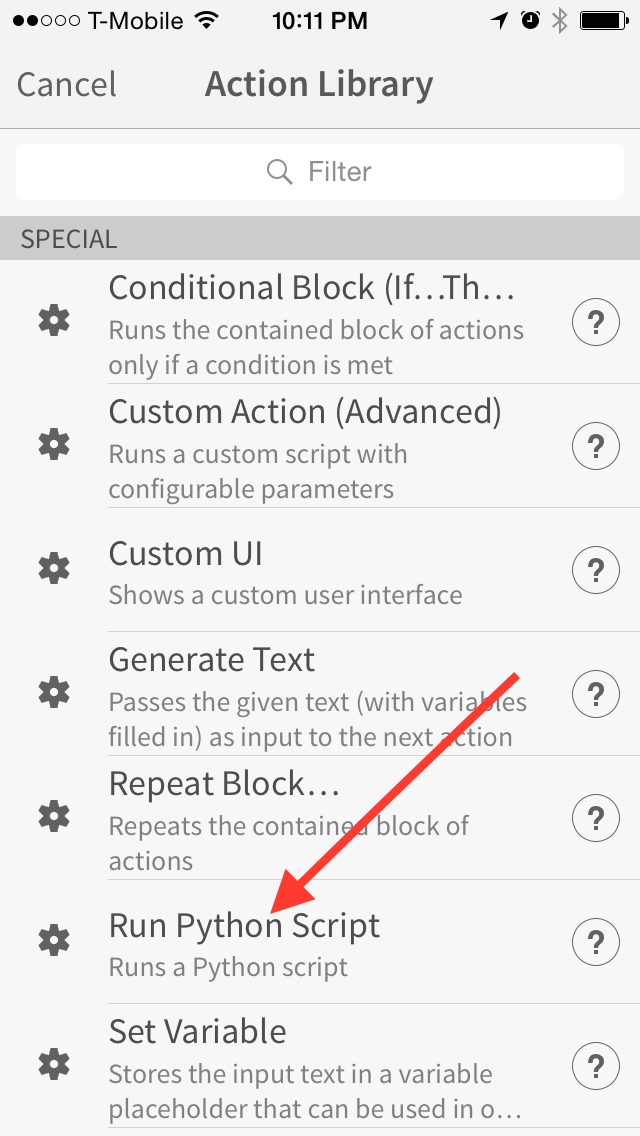 T-Mobile 10:11 PM
Cancel Action Library
Filter
SPECIAL
Conditional Block (If…Th…
Runs the contained block of actions
only if a condition is met
?
Custom Action (Advanced)
Runs a custom script with
configurable parameters
?
Custom UI
Shows a custom user interface
?
Generate Text
Passes the given text (with variables
filled in) as input to the next action
?
Repeat Block…
Repeats the contained block of
actions
?
Run Python Script
Runs a Python script
?
Set Variable
Stores the input text in a variable
placeholder that can be used in o…
?